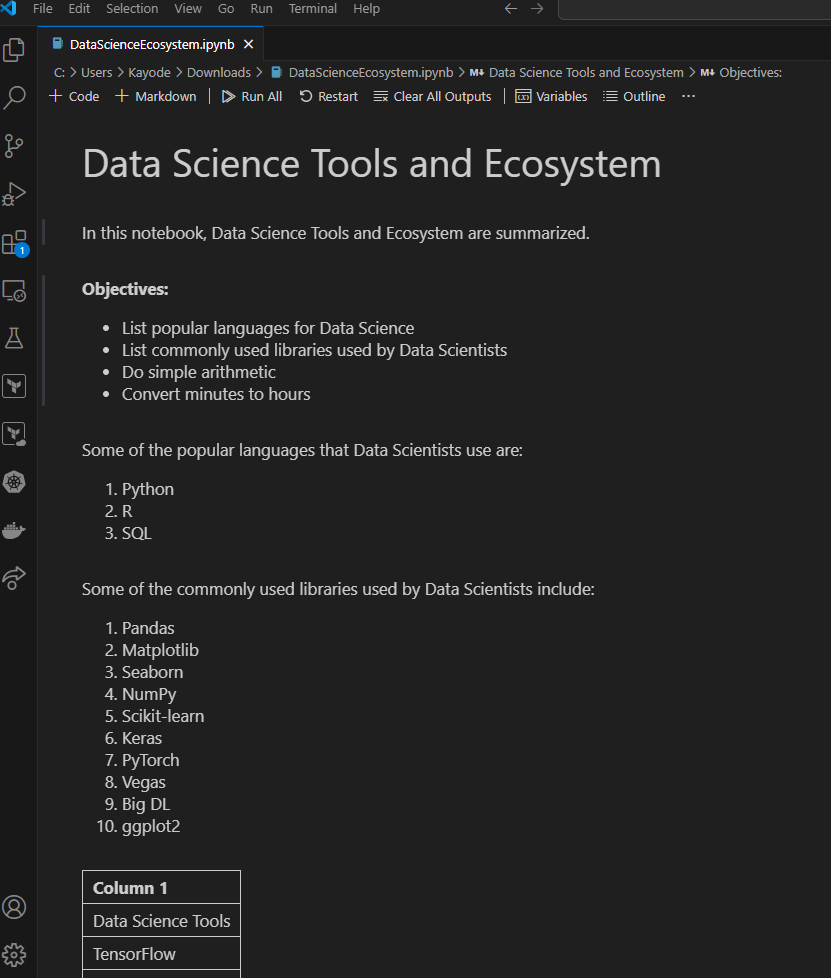 File Edit Selection View Go Run Terminal Help
DataScienceEcosystem.ipynb
C: > Users > Kayode > Downloads > DataScienceEcosystem.ipynb > M↓ Data Science Tools and Ecosystem > M↓ Objectives:
+ Code + Markdown | Run All Restart Clear All Outputs | Variables Outline ···
Data Science Tools and Ecosystem
In this notebook, Data Science Tools and Ecosystem are summarized.
1
Objectives:
• List popular languages for Data Science
• List commonly used libraries used by Data Scientists
• Do simple arithmetic
• Convert minutes to hours
Some of the popular languages that Data Scientists use are:
1. Python
2. R
3. SQL
Some of the commonly used libraries used by Data Scientists include:
1. Pandas
2. Matplotlib
3. Seaborn
4. NumPy
5. Scikit-learn
6. Keras
7. PyTorch
8. Vegas
9. Big DL
10. ggplot2
Column 1
Data Science Tools
TensorFlow